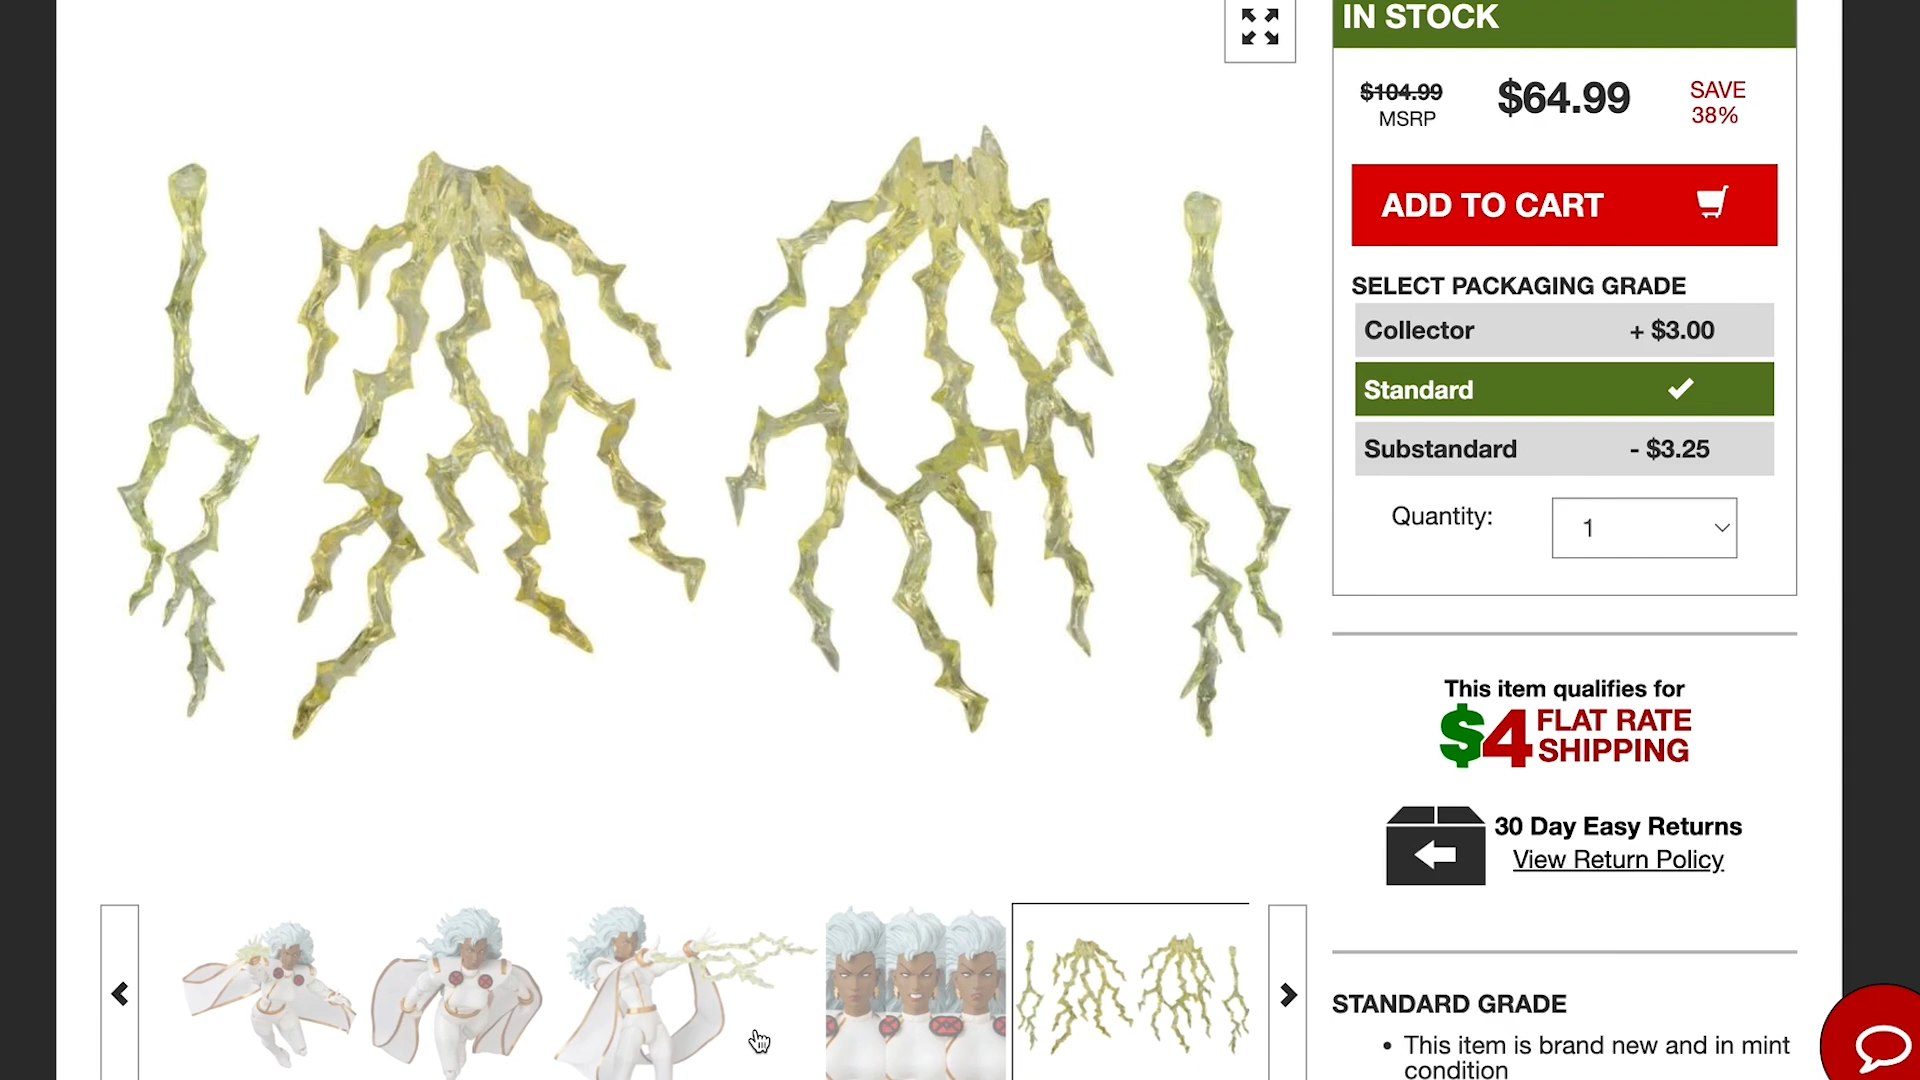 IN STOCK
$104.99
MSRP
$64.99
SAVE
38%
ADD TO CART
SELECT PACKAGING GRADE
Collector + $3.00
Standard
Substandard - $3.25
Quantity: 1
This item qualifies for
$4 FLAT RATE
SHIPPING
30 Day Easy Returns
View Return Policy
STANDARD GRADE
• This item is brand new and in mint
condition